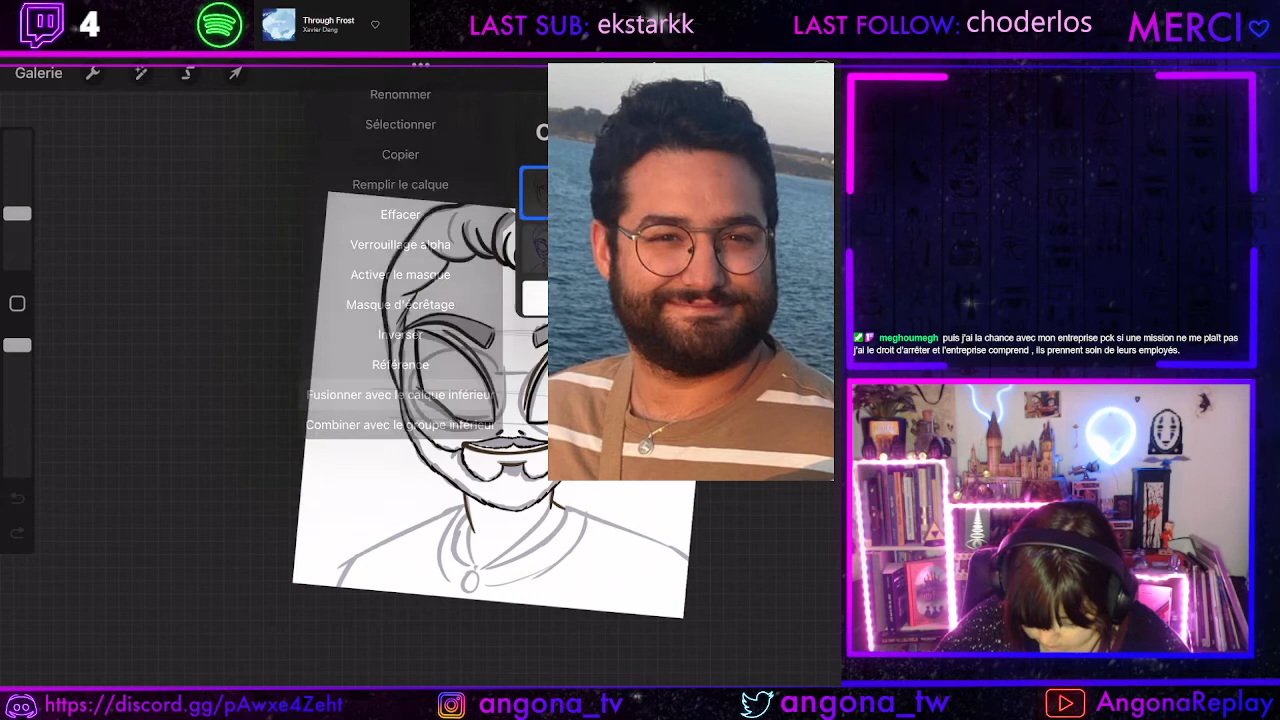 4
Through Frost
Xavier Dang
LAST SUB: ekstarkk
LAST FOLLOW: choderlos
MERCI
Galerie
Renommer
Sélectionner
Copier
Remplir le calque
Effacer
Verrouillage alpha
Activer le masque
Masque d'écrêtage
Inverser
Référence
Fusionner avec le calque inférieur
Combiner avec le groupe inférieur
meghoumegh puis j'ai la chance avec mon entreprise pck si une mission ne me plaît pas
j'ai le droit d'arrêter et l'entreprise comprend , ils prennent soin de leurs employés.
https://discord.gg/pAwxe4Zeht
angona_tv
angona_tw
AngonaReplay